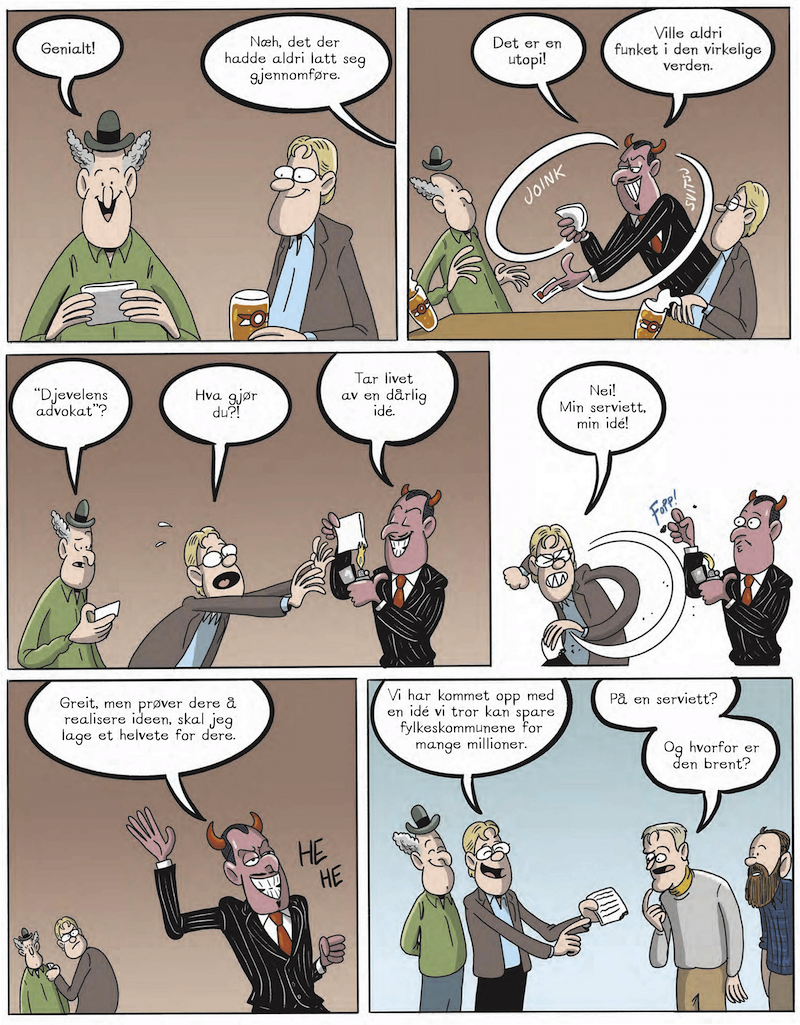 Genialt!
Næh, det der
hadde aldri latt seg
gjennomføre.
Det er en
utopi!
Ville aldri
funket i den virkelige
verden.
JOINK
SVITSJ
"Djevelens
advokat"?
Hva gjør
du?!
Tar livet
av en dårlig
idé.
Nei!
Min serviett,
min idé!
Fopp!
Greit, men prøver dere å
realisere ideen, skal jeg
lage et helvete for dere.
HE
HE
Vi har kommet opp med
en idé vi tror kan spare
fylkeskommunene for
mange millioner.
På en serviett?
Og hvorfor er
den brent?